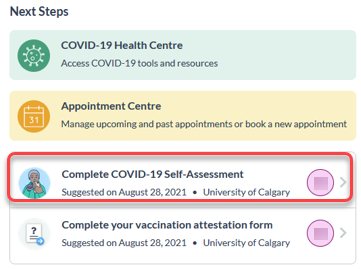 Next Steps
COVID-19 Health Centre
Access COVID-19 tools and resources
31
Appointment Centre
Manage upcoming and past appointments or book a new appointment
Complete COVID-19 Self-Assessment
Suggested on August 28, 2021 • University of Calgary
?
Complete your vaccination attestation form
Suggested on August 28, 2021 • University of Calgary